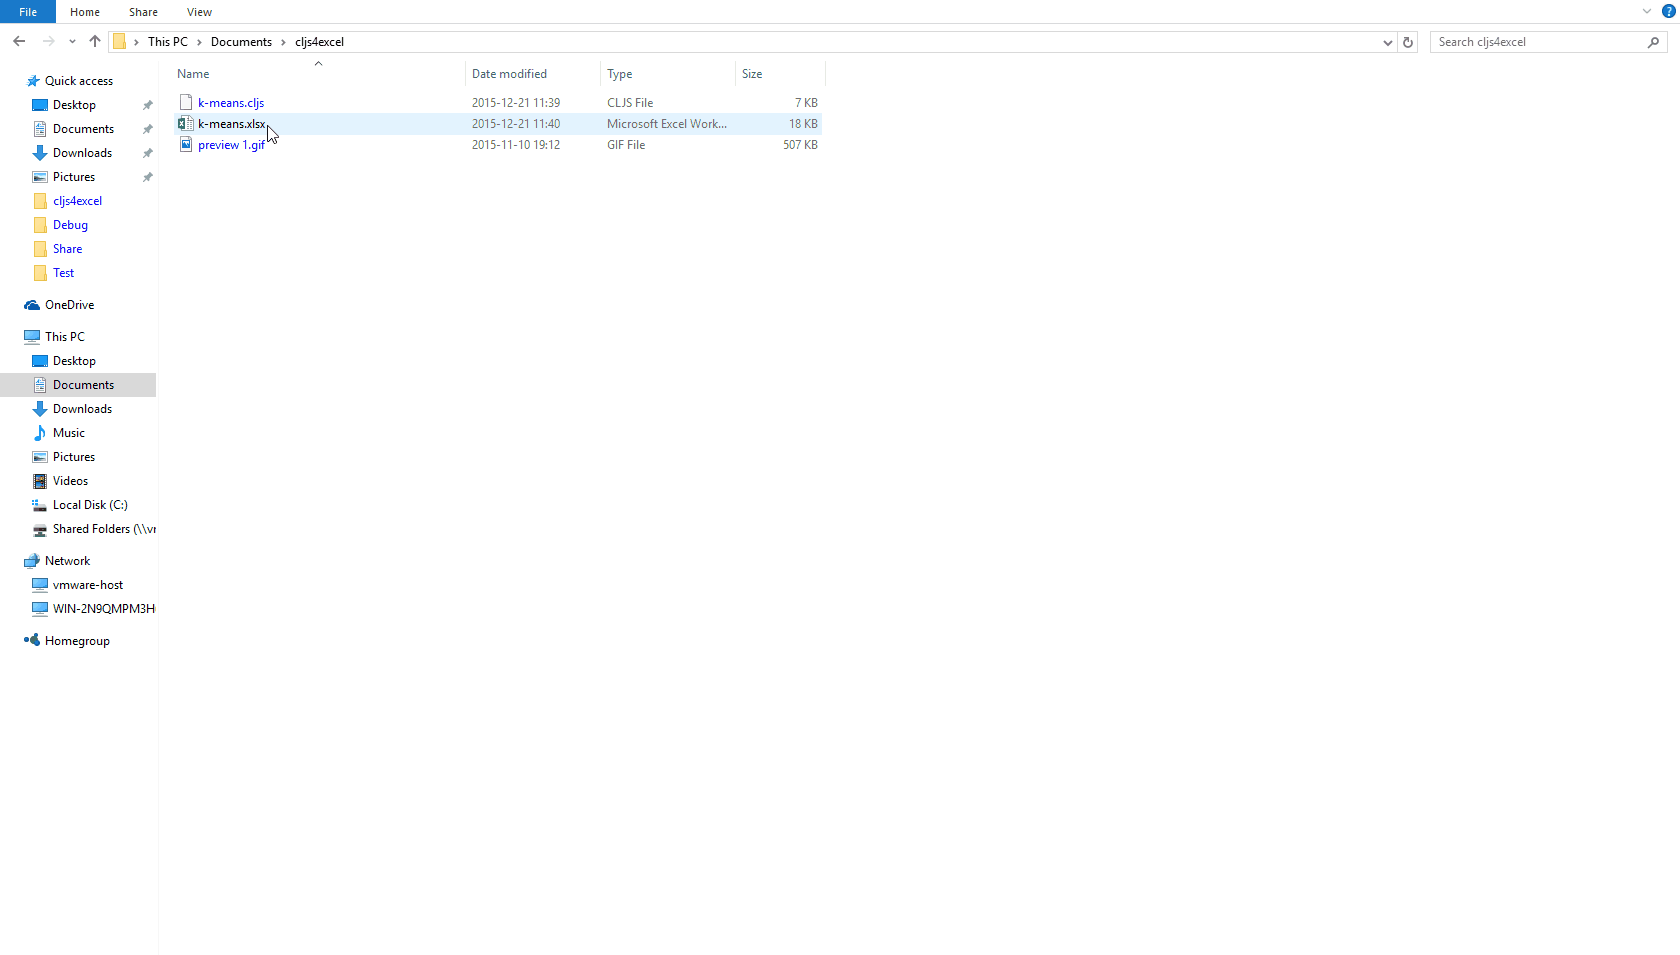 File Home Share View
This PC > Documents > cljs4excel
Search cljs4excel
Name Date modified Type Size
k-means.cljs 2015-12-21 11:39 CLJS File 7 KB
k-means.xlsx 2015-12-21 11:40 Microsoft Excel Work... 18 KB
preview 1.gif 2015-11-10 19:12 GIF File 507 KB
Quick access
Desktop
Documents
Downloads
Pictures
cljs4excel
Debug
Share
Test
OneDrive
This PC
Desktop
Documents
Downloads
Music
Pictures
Videos
Local Disk (C:)
Shared Folders (\\vr
Network
vmware-host
WIN-2N9QMPM3H
Homegroup